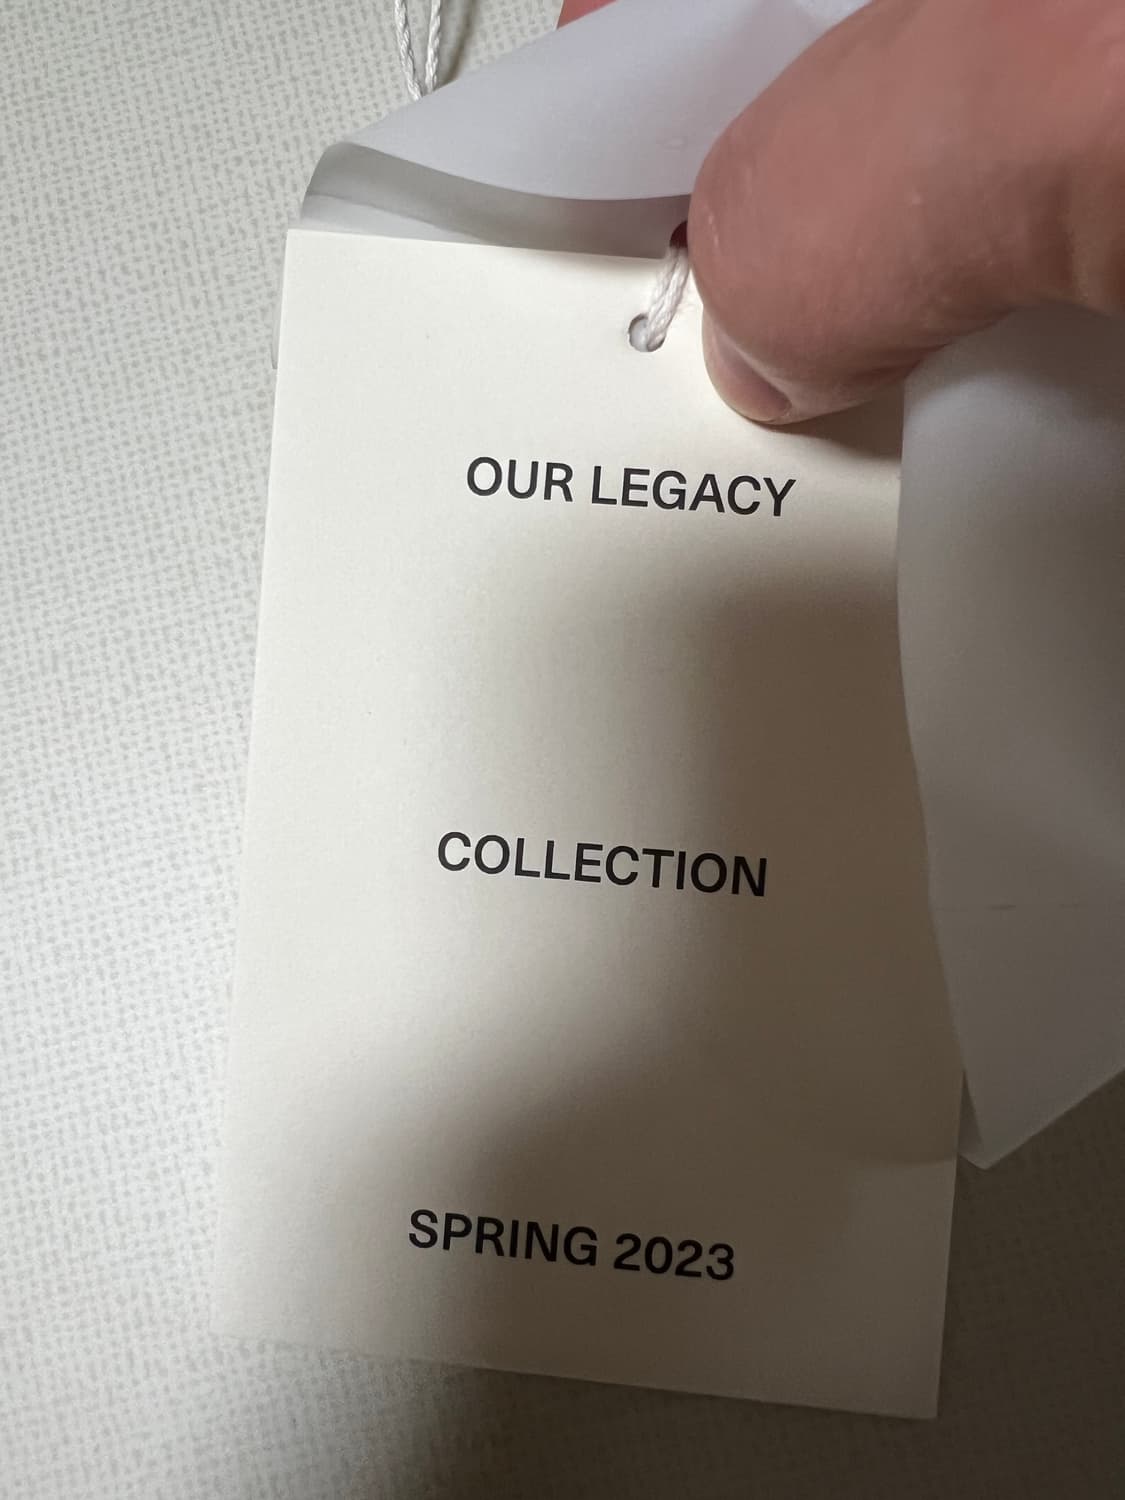 OUR LEGACY
COLLECTION
SPRING 2023